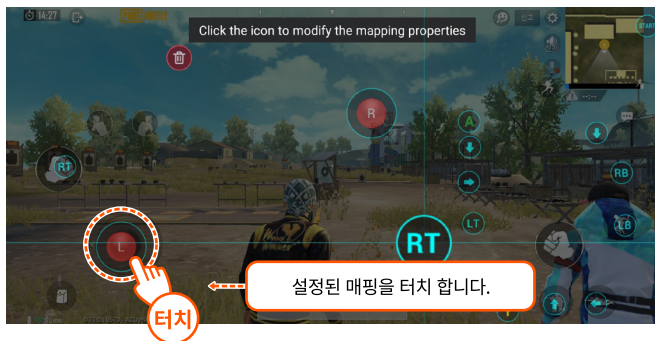 14:27
Click the icon to modify the mapping properties
START
R
A
RT
RB
LT
LB
L
RT
설정된 매핑을 터치 합니다.
터치
Y